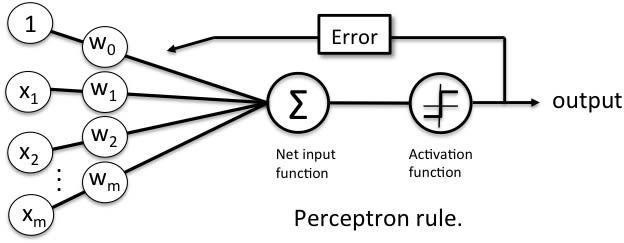 1
w0
Error
x1
w1
Σ
output
x2
w2
Net input
function
Activation
function
⋮
wm
xm
Perceptron rule.